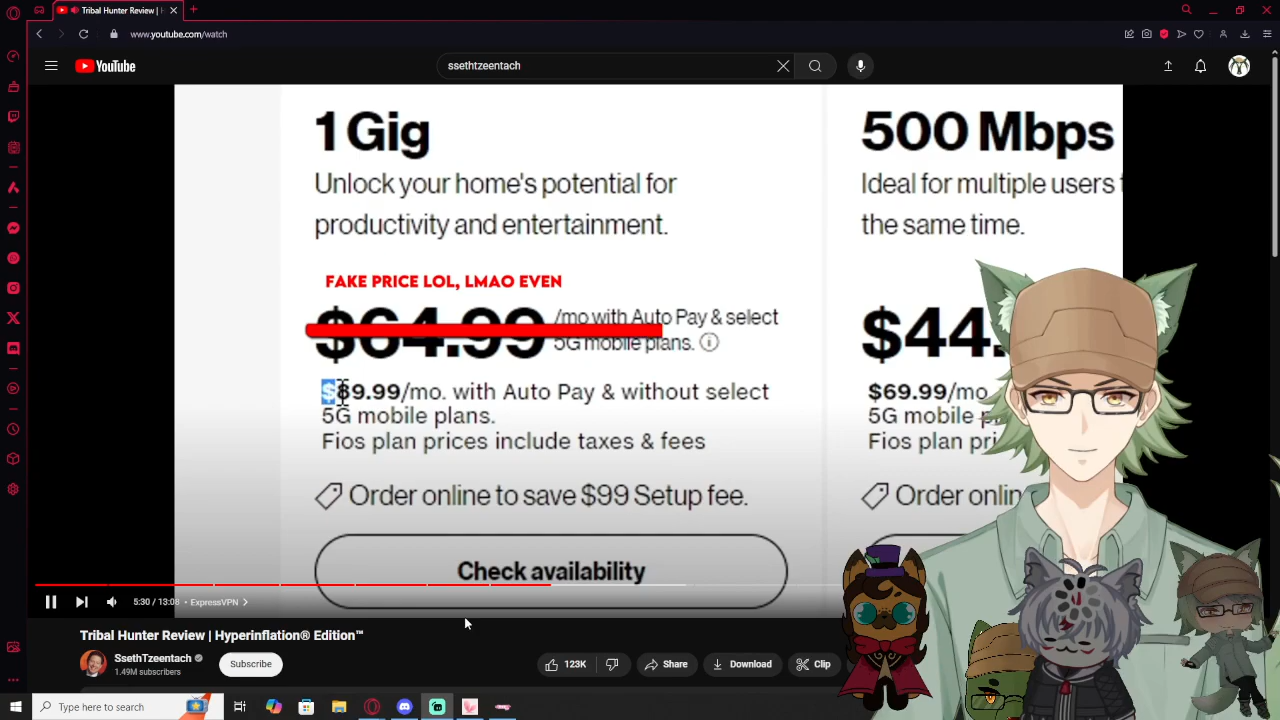 Tribal Hunter Review | H
www.youtube.com/watch
YouTube
ssethtzeentach
1 Gig
Unlock your home's potential for
productivity and entertainment.
FAKE PRICE LOL, LMAO EVEN
$64.99 /mo with Auto Pay & select
5G mobile plans.
$89.99/mo. with Auto Pay & without select
5G mobile plans.
Fios plan prices include taxes & fees
Order online to save $99 Setup fee.
Check availability
500 Mbps
Ideal for multiple users
the same time.
$44.
$69.99/mo
5G mobile
Fios plan pri
Order onlin
5:30 / 13:08 • ExpressVPN
Tribal Hunter Review | Hyperinflation® Edition™
SsethTzeentach
1.49M subscribers
Subscribe
123K
Share
Download
Clip
Type here to search